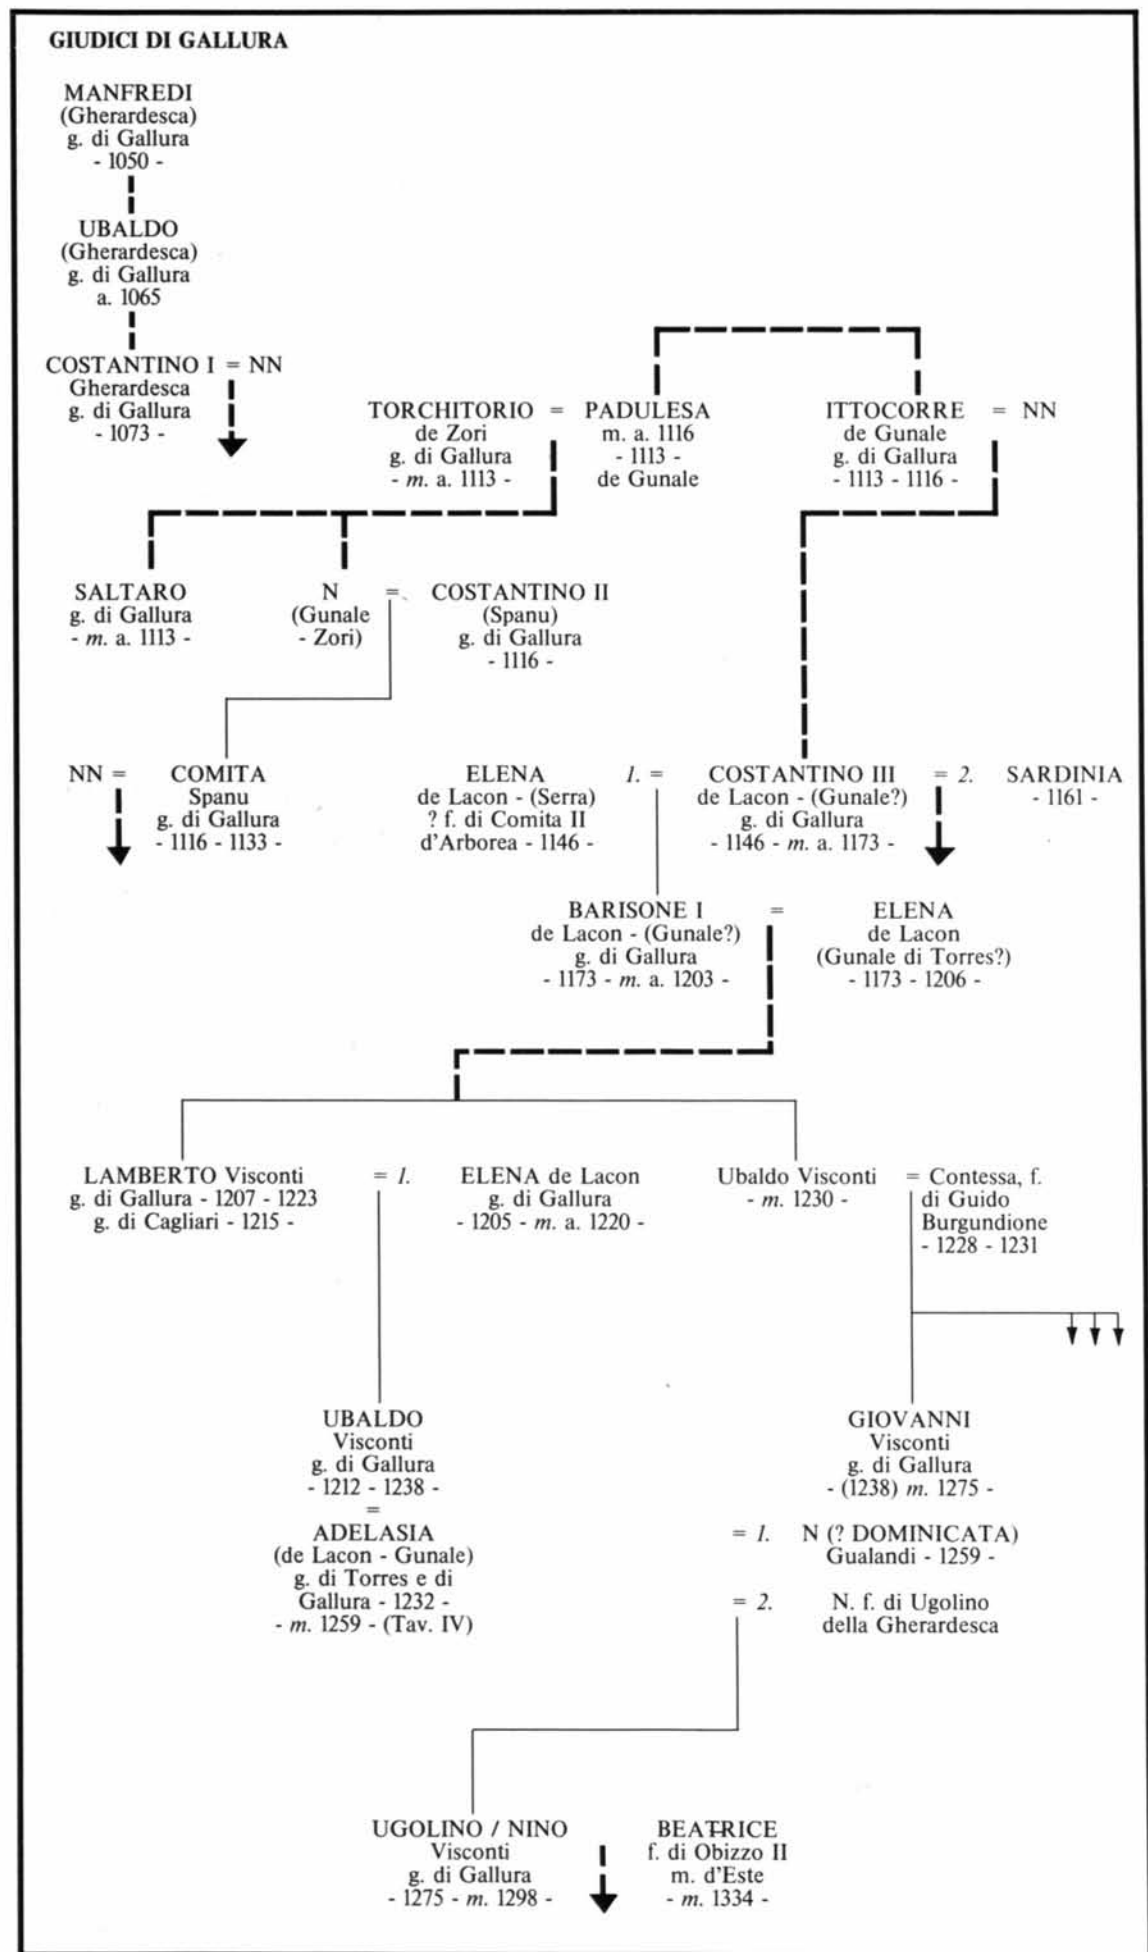 GIUDICI DI GALLURA
MANFREDI
(Gherardesca)
g. di Gallura
- 1050 -
UBALDO
(Gherardesca)
g. di Gallura
a. 1065
COSTANTINO I = NN
Gherardesca
g. di Gallura
- 1073 -
TORCHITORIO =
de Zori
g. di Gallura
- m. a. 1113 -
PADULESA
m. a. 1116
- 1113 -
de Gunale
ITTOCORRE = NN
de Gunale
g. di Gallura
- 1113 - 1116 -
SALTARO
g. di Gallura
- m. a. 1113 -
N =
(Gunale
- Zori)
COSTANTINO II
(Spanu)
g. di Gallura
- 1116 -
NN = COMITA
Spanu
g. di Gallura
- 1116 - 1133 -
ELENA 1. =
de Lacon - (Serra)
? f. di Comita II
d'Arborea - 1146 -
COSTANTINO III = 2.
de Lacon - (Gunale?)
g. di Gallura
- 1146 - m. a. 1173 -
SARDINIA
- 1161 -
BARISONE I =
de Lacon - (Gunale?)
g. di Gallura
- 1173 - m. a. 1203 -
ELENA
de Lacon
(Gunale di Torres?)
- 1173 - 1206 -
LAMBERTO Visconti = 1.
g. di Gallura - 1207 - 1223
g. di Cagliari - 1215 -
ELENA de Lacon
g. di Gallura
- 1205 - m. a. 1220 -
Ubaldo Visconti
- m. 1230 -
= Contessa, f.
di Guido
Burgundione
- 1228 - 1231
UBALDO
Visconti
g. di Gallura
- 1212 - 1238 -
=
ADELASIA
(de Lacon - Gunale)
g. di Torres e di
Gallura - 1232 -
- m. 1259 - (Tav. IV)
GIOVANNI
Visconti
g. di Gallura
- (1238) m. 1275 -
= 1. N (? DOMINICATA)
Gualandi - 1259 -
= 2. N. f. di Ugolino
della Gherardesca
UGOLINO / NINO
Visconti
g. di Gallura
- 1275 - m. 1298 -
BEATRICE
f. di Obizzo II
m. d'Este
- m. 1334 -